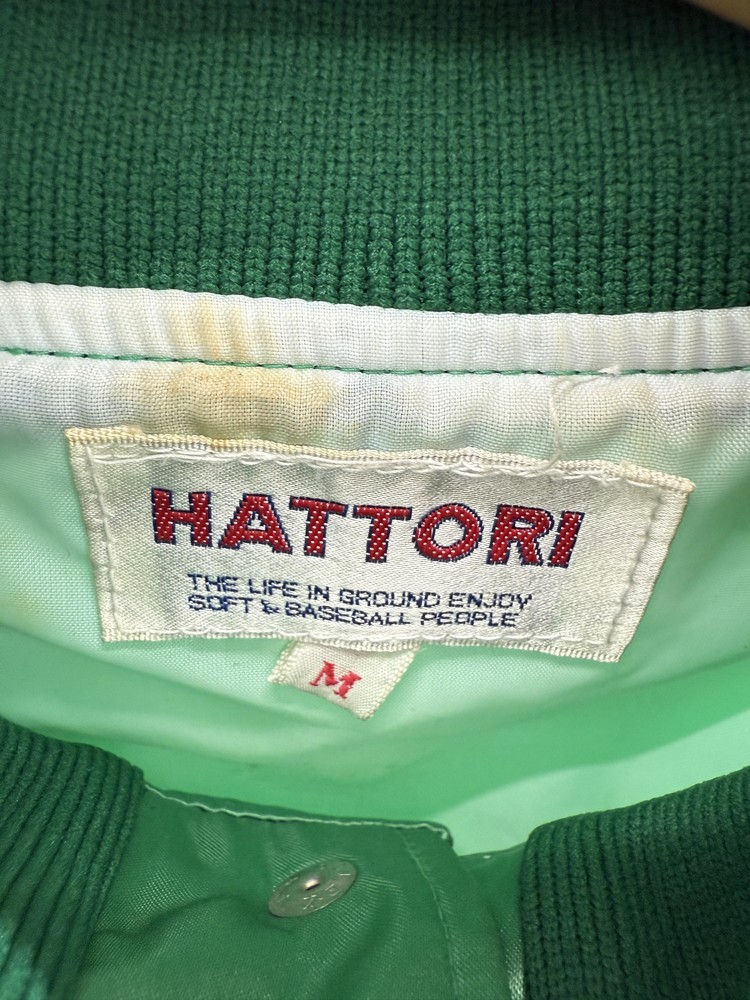 HATTORI
THE LIFE IN GROUND ENJOY
SOFT & BASEBALL PEOPLE
M